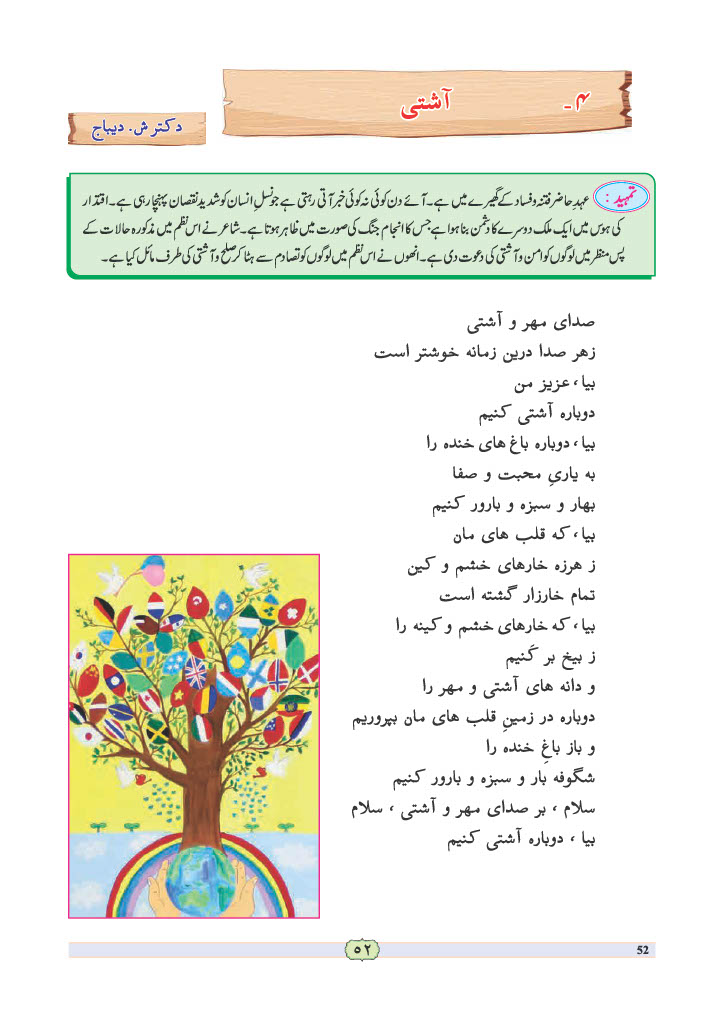 ۴۔ آشتی
دکتر ش. دیباج
تمہید : عہدِ حاضر فتنہ و فساد کے گھیرے میں ہے۔ آئے دن کوئی نہ کوئی خبر آتی رہتی ہے جو نسلِ انسان کو شدید نقصان پہنچا رہی ہے۔ اقتدار
کی ہوس میں ایک ملک دوسرے کا دشمن بنا ہوا ہے جس کا انجام جنگ کی صورت میں ظاہر ہوتا ہے۔ شاعر نے اس نظم میں مذکورہ حالات کے
پس منظر میں لوگوں کو امن و آشتی کی دعوت دی ہے۔ انھوں نے اس نظم میں لوگوں کو تصادم سے ہٹا کر صلح و آشتی کی طرف مائل کیا ہے۔
صدای مهر و آشتی
زهر صدا درین زمانه خوشتر است
بیا، عزیز من
دوباره آشتی کنیم
بیا، دوباره باغ های خنده را
به یاریِ محبت و صفا
بهار و سبزه و بارور کنیم
بیا، که قلب های مان
ز هرزه خارهای خشم و کین
تمام خارزار گشته است
بیا، که خارهای خشم و کینه را
ز بیخ بر کَنیم
و دانه های آشتی و مهر را
دوباره در زمینِ قلب های مان بپروریم
و باز باغِ خنده را
شگوفه بار و سبزه و بارور کنیم
سلام ، بر صدای مهر و آشتی ، سلام
بیا ، دوباره آشتی کنیم
۵۲
52